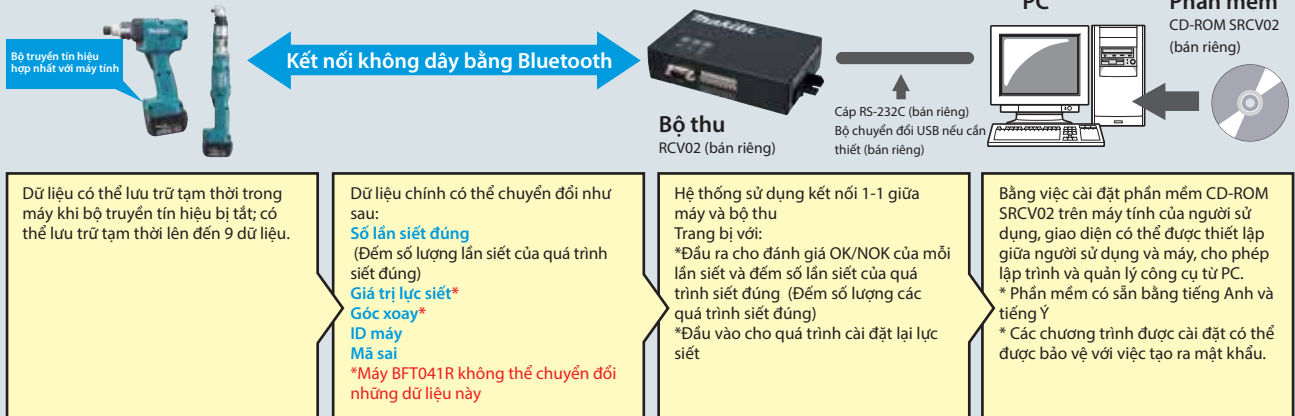 PC
Phần mềm
CD-ROM SRCV02
(bán riêng)
Bộ truyền tín hiệu
hợp nhất với máy tính
Kết nối không dây bằng Bluetooth
makita
Bộ thu
RCV02 (bán riêng)
Cáp RS-232C (bán riêng)
Bộ chuyển đổi USB nếu cần
thiết (bán riêng)
Dữ liệu có thể lưu trữ tạm thời trong
máy khi bộ truyền tín hiệu bị tắt; có
thể lưu trữ tạm thời lên đến 9 dữ liệu.
Dữ liệu chính có thể chuyển đổi như
sau:
Số lần siết đúng
(Đếm số lượng lần siết của quá trình
siết đúng)
Giá trị lực siết*
Góc xoay*
ID máy
Mã sai
*Máy BFT041R không thể chuyển đổi
những dữ liệu này
Hệ thống sử dụng kết nối 1-1 giữa
máy và bộ thu
Trang bị với:
*Đầu ra cho đánh giá OK/NOK của mỗi
lần siết và đếm số lần siết của quá
trình siết đúng (Đếm số lượng các
quá trình siết đúng)
*Đầu vào cho quá trình cài đặt lại lực
siết
Bằng việc cài đặt phần mềm CD-ROM
SRCV02 trên máy tính của người sử
dụng, giao diện có thể được thiết lập
giữa người sử dụng và máy, cho phép
lập trình và quản lý công cụ từ PC.
* Phần mềm có sẵn bằng tiếng Anh và
tiếng Ý
* Các chương trình được cài đặt có thể
được bảo vệ với việc tạo ra mật khẩu.